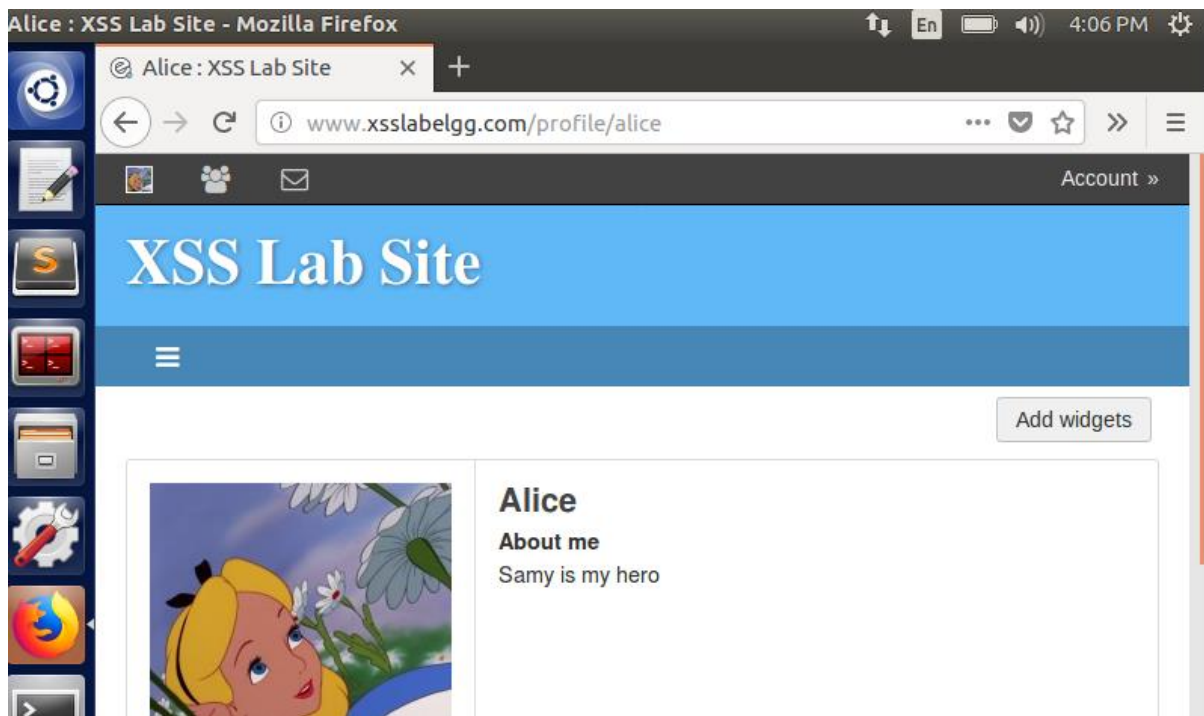 Alice : XSS Lab Site - Mozilla Firefox
En
4:06 PM
Alice : XSS Lab Site
www.xsslabelgg.com/profile/alice
Account »
XSS Lab Site
Add widgets
Alice
About me
Samy is my hero